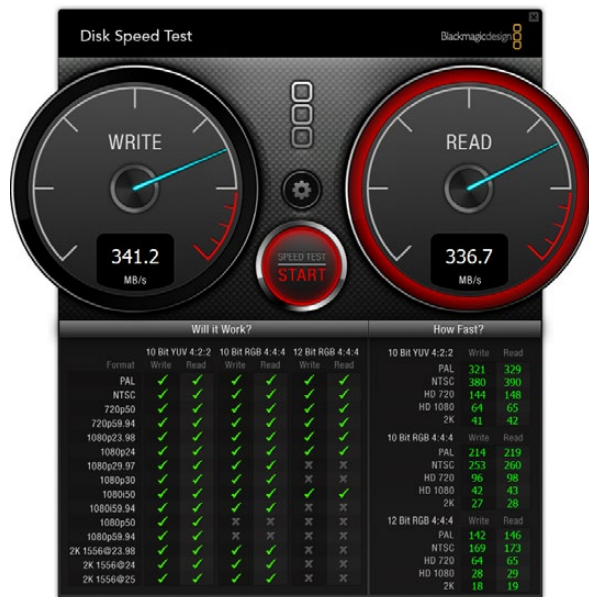 Disk Speed Test
Blackmagicdesign
WRITE
READ
341.2
MB/s
SPEED TEST
START
336.7
MB/s
Will it Work?
10 Bit YUV 4:2:2 10 Bit RGB 4:4:4 12 Bit RGB 4:4:4
Format Write Read Write Read Write Read
PAL ✓ ✓ ✓ ✓ ✓ ✓
NTSC ✓ ✓ ✓ ✓ ✓ ✓
720p50 ✓ ✓ ✓ ✓ ✓ ✓
720p59.94 ✓ ✓ ✓ ✓ ✓ ✓
1080p23.98 ✓ ✓ ✓ ✓ ✓ ✓
1080p24 ✓ ✓ ✓ ✓ ✓ ✓
1080p29.97 ✓ ✓ ✓ ✓ x x
1080p30 ✓ ✓ ✓ ✓ x x
1080i50 ✓ ✓ ✓ ✓ ✓ ✓
1080i59.94 ✓ ✓ ✓ ✓ x x
1080p50 ✓ ✓ x x x x
1080p59.94 ✓ ✓ x x x x
2K 1556@23.98 ✓ ✓ ✓ ✓ x x
2K 1556@24 ✓ ✓ ✓ ✓ x x
2K 1556@25 ✓ ✓ ✓ ✓ x x
How Fast?
10 Bit YUV 4:2:2 Write Read
PAL 321 329
NTSC 380 390
HD 720 144 148
HD 1080 64 65
2K 41 42
10 Bit RGB 4:4:4 Write Read
PAL 214 219
NTSC 253 260
HD 720 96 98
HD 1080 42 43
2K 27 28
12 Bit RGB 4:4:4 Write Read
PAL 142 146
NTSC 169 173
HD 720 64 65
HD 1080 28 29
2K 18 19